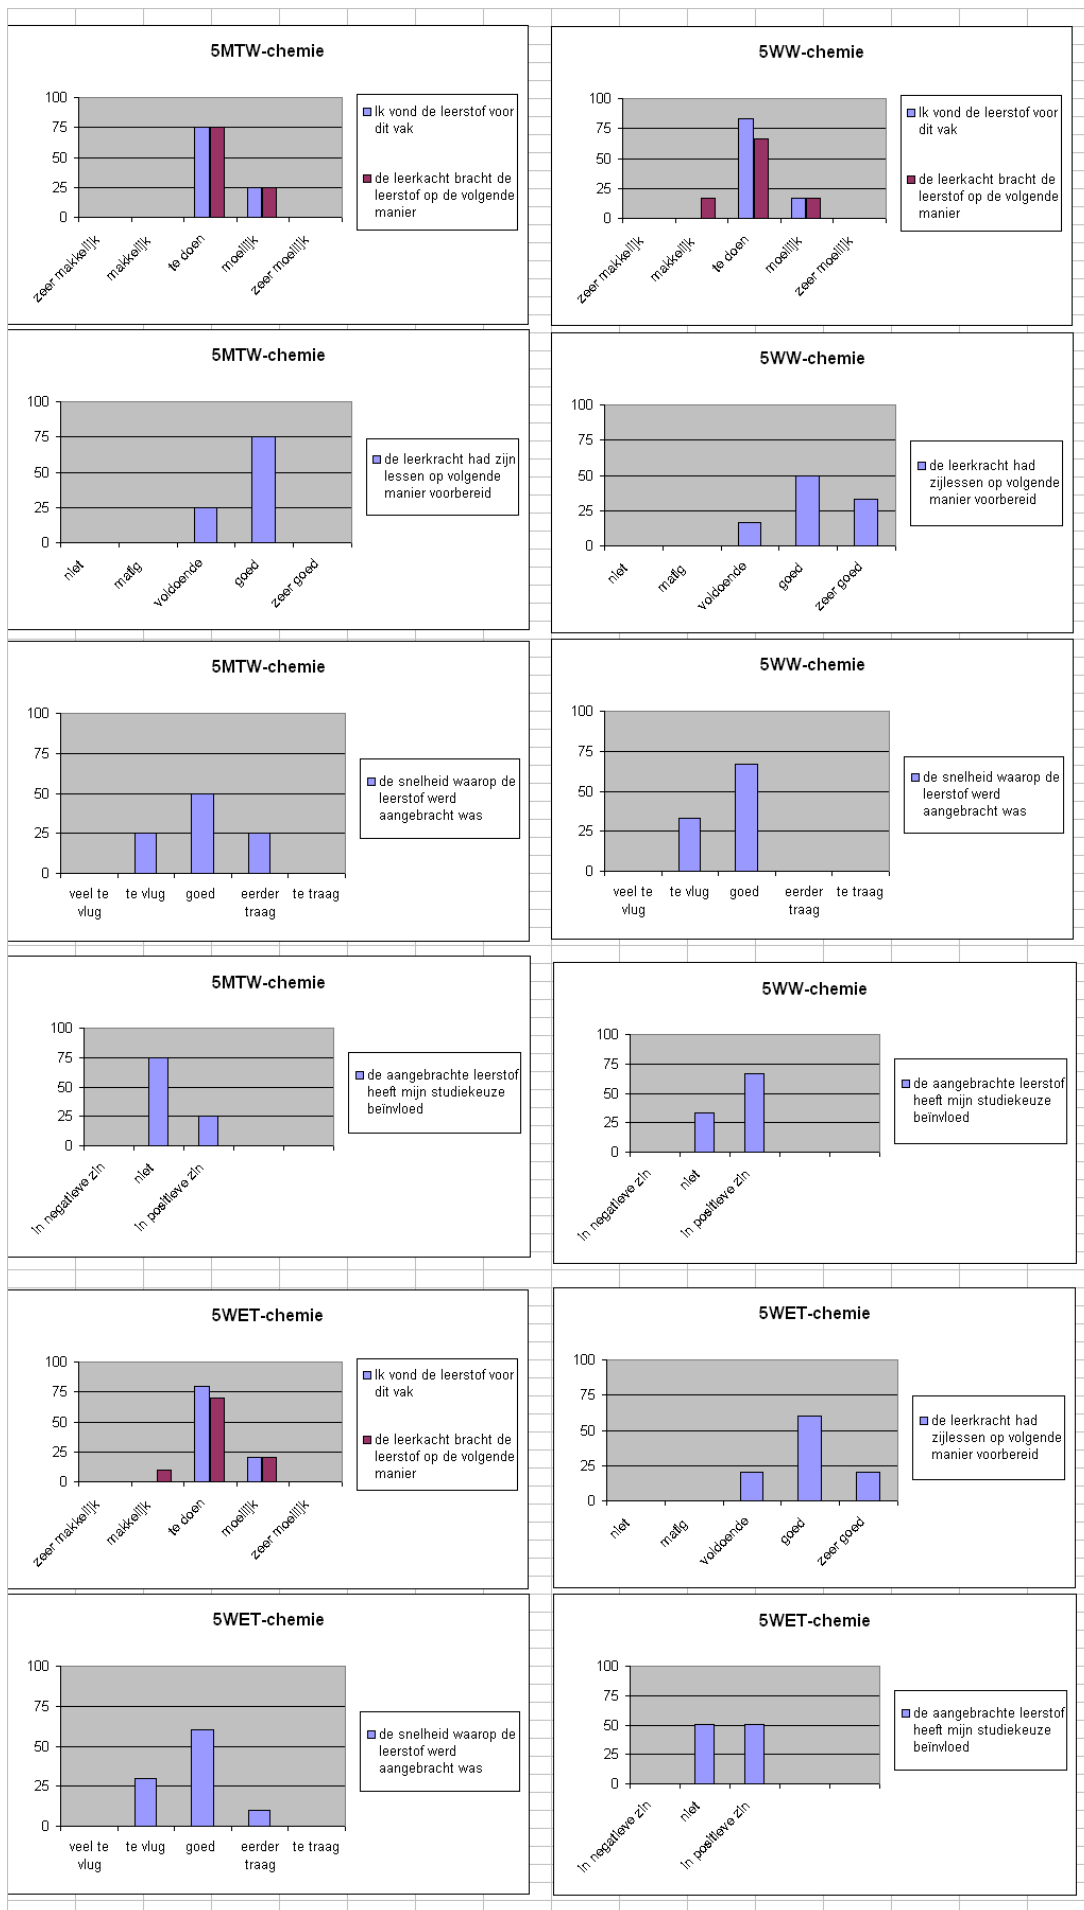 5MTW-chemie
100
75
50
25
0
zeer makkelijk
makkelijk
te doen
moeilijk
zeer moeilijk
Ik vond de leerstof voor
dit vak
de leerkacht bracht de
leerstof op de volgende
manier
5WW-chemie
100
75
50
25
0
zeer makkelijk
makkelijk
te doen
moeilijk
zeer moeilijk
Ik vond de leerstof voor
dit vak
de leerkacht bracht de
leerstof op de volgende
manier
5MTW-chemie
100
75
50
25
0
niet
matig
voldoende
goed
zeer goed
de leerkracht had zijn
lessen op volgende
manier voorbereid
5WW-chemie
100
75
50
25
0
niet
matig
voldoende
goed
zeer goed
de leerkracht had
zijlessen op volgende
manier voorbereid
5MTW-chemie
100
75
50
25
0
veel te
vlug
te vlug
goed
eerder
traag
te traag
de snelheid waarop de
leerstof werd
aangebracht was
5WW-chemie
100
75
50
25
0
veel te
vlug
te vlug
goed
eerder
traag
te traag
de snelheid waarop de
leerstof werd
aangebracht was
5MTW-chemie
100
75
50
25
0
in negatieve zin
niet
in positieve zin
de aangebrachte leerstof
heeft mijn studiekeuze
beïnvloed
5WW-chemie
100
75
50
25
0
in negatieve zin
niet
in positieve zin
de aangebrachte leerstof
heeft mijn studiekeuze
beïnvloed
5WET-chemie
100
75
50
25
0
zeer makkelijk
makkelijk
te doen
moeilijk
zeer moeilijk
Ik vond de leerstof voor
dit vak
de leerkacht bracht de
leerstof op de volgende
manier
5WET-chemie
100
75
50
25
0
niet
matig
voldoende
goed
zeer goed
de leerkracht had
zijlessen op volgende
manier voorbereid
5WET-chemie
100
75
50
25
0
veel te
vlug
te vlug
goed
eerder
traag
te traag
de snelheid waarop de
leerstof werd
aangebracht was
5WET-chemie
100
75
50
25
0
in negatieve zin
niet
in positieve zin
de aangebrachte leerstof
heeft mijn studiekeuze
beïnvloed